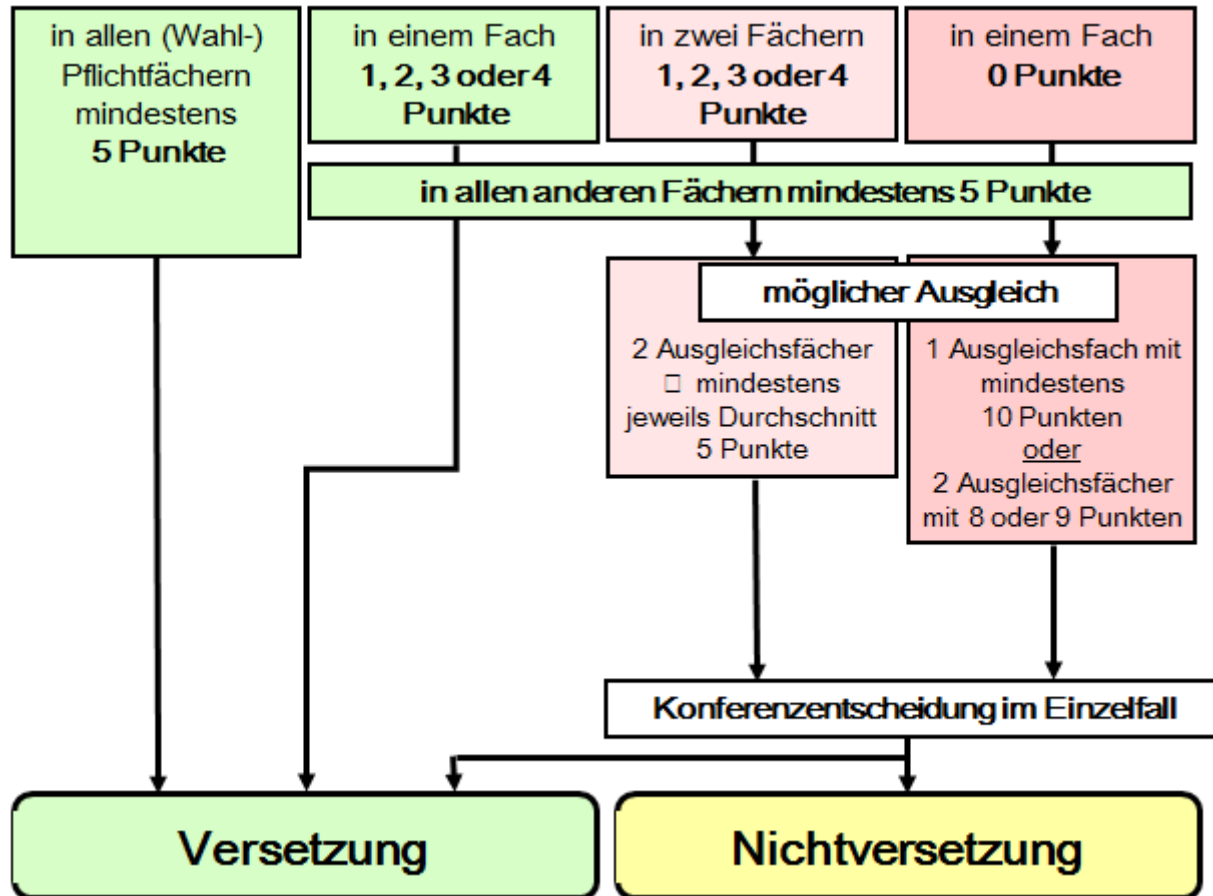 in allen (Wahl-)
Pflichtfächern
mindestens
5 Punkte
in einem Fach
1, 2, 3 oder 4
Punkte
in zwei Fächern
1, 2, 3 oder 4
Punkte
in einem Fach
0 Punkte
in allen anderen Fächern mindestens 5 Punkte
möglicher Ausgleich
2 Ausgleichsfächer
□ mindestens
jeweils Durchschnitt
5 Punkte
1 Ausgleichsfach mit
mindestens
10 Punkten
oder
2 Ausgleichsfächer
mit 8 oder 9 Punkten
Konferenzentscheidung im Einzelfall
Versetzung
Nichtversetzung